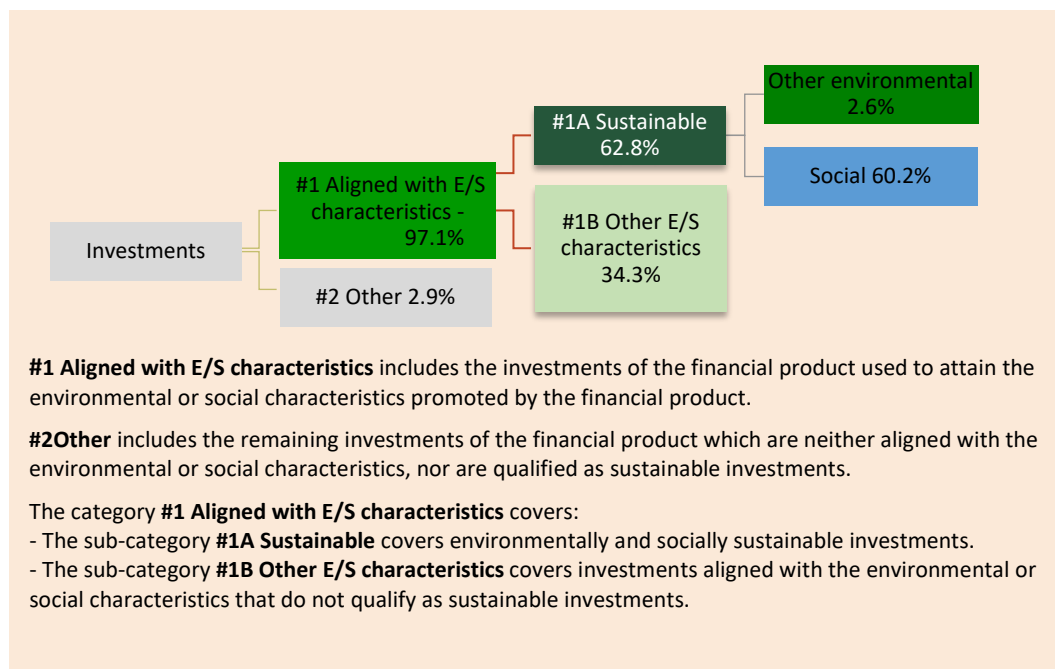 Other environmental
2.6%
#1A Sustainable
62.8%
Social 60.2%
#1 Aligned with E/S
characteristics -
97.1%
#1B Other E/S
characteristics
34.3%
Investments
#2 Other 2.9%
#1 Aligned with E/S characteristics includes the investments of the financial product used to attain the
environmental or social characteristics promoted by the financial product.
#2Other includes the remaining investments of the financial product which are neither aligned with the
environmental or social characteristics, nor are qualified as sustainable investments.
The category #1 Aligned with E/S characteristics covers:
- The sub-category #1A Sustainable covers environmentally and socially sustainable investments.
- The sub-category #1B Other E/S characteristics covers investments aligned with the environmental or
social characteristics that do not qualify as sustainable investments.